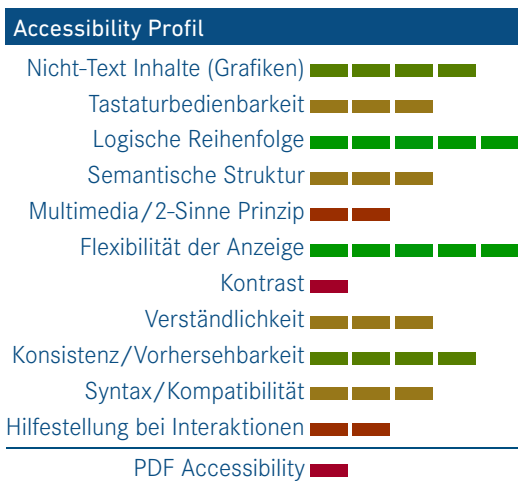 Accessibility Profil
Nicht-Text Inhalte (Grafiken)
Tastaturbedienbarkeit
Logische Reihenfolge
Semantische Struktur
Multimedia/2-Sinne Prinzip
Flexibilität der Anzeige
Kontrast
Verständlichkeit
Konsistenz/Vorhersehbarkeit
Syntax/Kompatibilität
Hilfestellung bei Interaktionen
PDF Accessibility